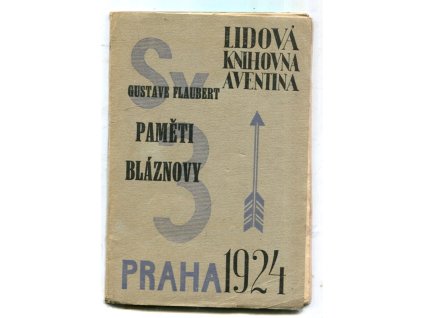 LIDOVÁ
KNIHOVNA
AVENTINA
Sv
GUSTAVE FLAUBERT
PAMĚTI
BLÁZNOVY
3
PRAHA 1924